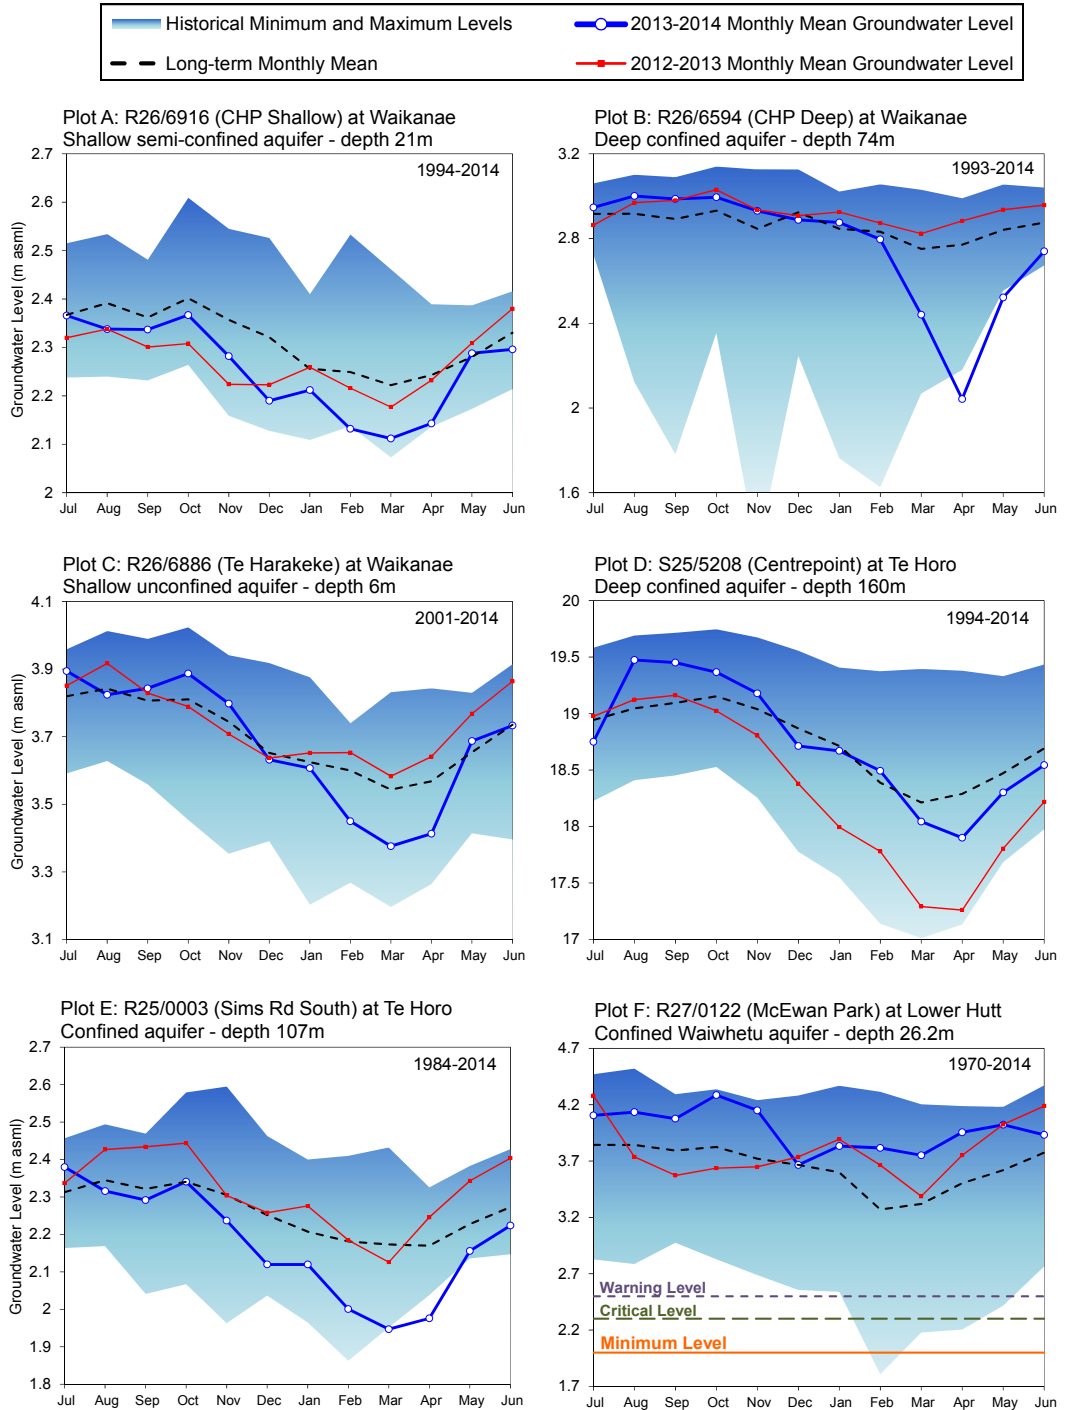 Historical Minimum and Maximum Levels
2013-2014 Monthly Mean Groundwater Level
Long-term Monthly Mean
2012-2013 Monthly Mean Groundwater Level
Plot A: R26/6916 (CHP Shallow) at Waikanae
Shallow semi-confined aquifer - depth 21m
1994-2014
Groundwater Level (m asml)
2.7
2.6
2.5
2.4
2.3
2.2
2.1
2
Jul Aug Sep Oct Nov Dec Jan Feb Mar Apr May Jun
Plot B: R26/6594 (CHP Deep) at Waikanae
Deep confined aquifer - depth 74m
1993-2014
3.2
2.8
2.4
2
1.6
Jul Aug Sep Oct Nov Dec Jan Feb Mar Apr May Jun
Plot C: R26/6886 (Te Harakeke) at Waikanae
Shallow unconfined aquifer - depth 6m
2001-2014
Groundwater Level (m asml)
4.1
3.9
3.7
3.5
3.3
3.1
Jul Aug Sep Oct Nov Dec Jan Feb Mar Apr May Jun
Plot D: S25/5208 (Centrepoint) at Te Horo
Deep confined aquifer - depth 160m
1994-2014
20
19.5
19
18.5
18
17.5
17
Jul Aug Sep Oct Nov Dec Jan Feb Mar Apr May Jun
Plot E: R25/0003 (Sims Rd South) at Te Horo
Confined aquifer - depth 107m
1984-2014
Groundwater Level (m asml)
2.7
2.6
2.5
2.4
2.3
2.2
2.1
2
1.9
1.8
Jul Aug Sep Oct Nov Dec Jan Feb Mar Apr May Jun
Plot F: R27/0122 (McEwan Park) at Lower Hutt
Confined Waiwhetu aquifer - depth 26.2m
1970-2014
4.7
4.2
3.7
3.2
2.7
2.2
1.7
Warning Level
Critical Level
Minimum Level
Jul Aug Sep Oct Nov Dec Jan Feb Mar Apr May Jun